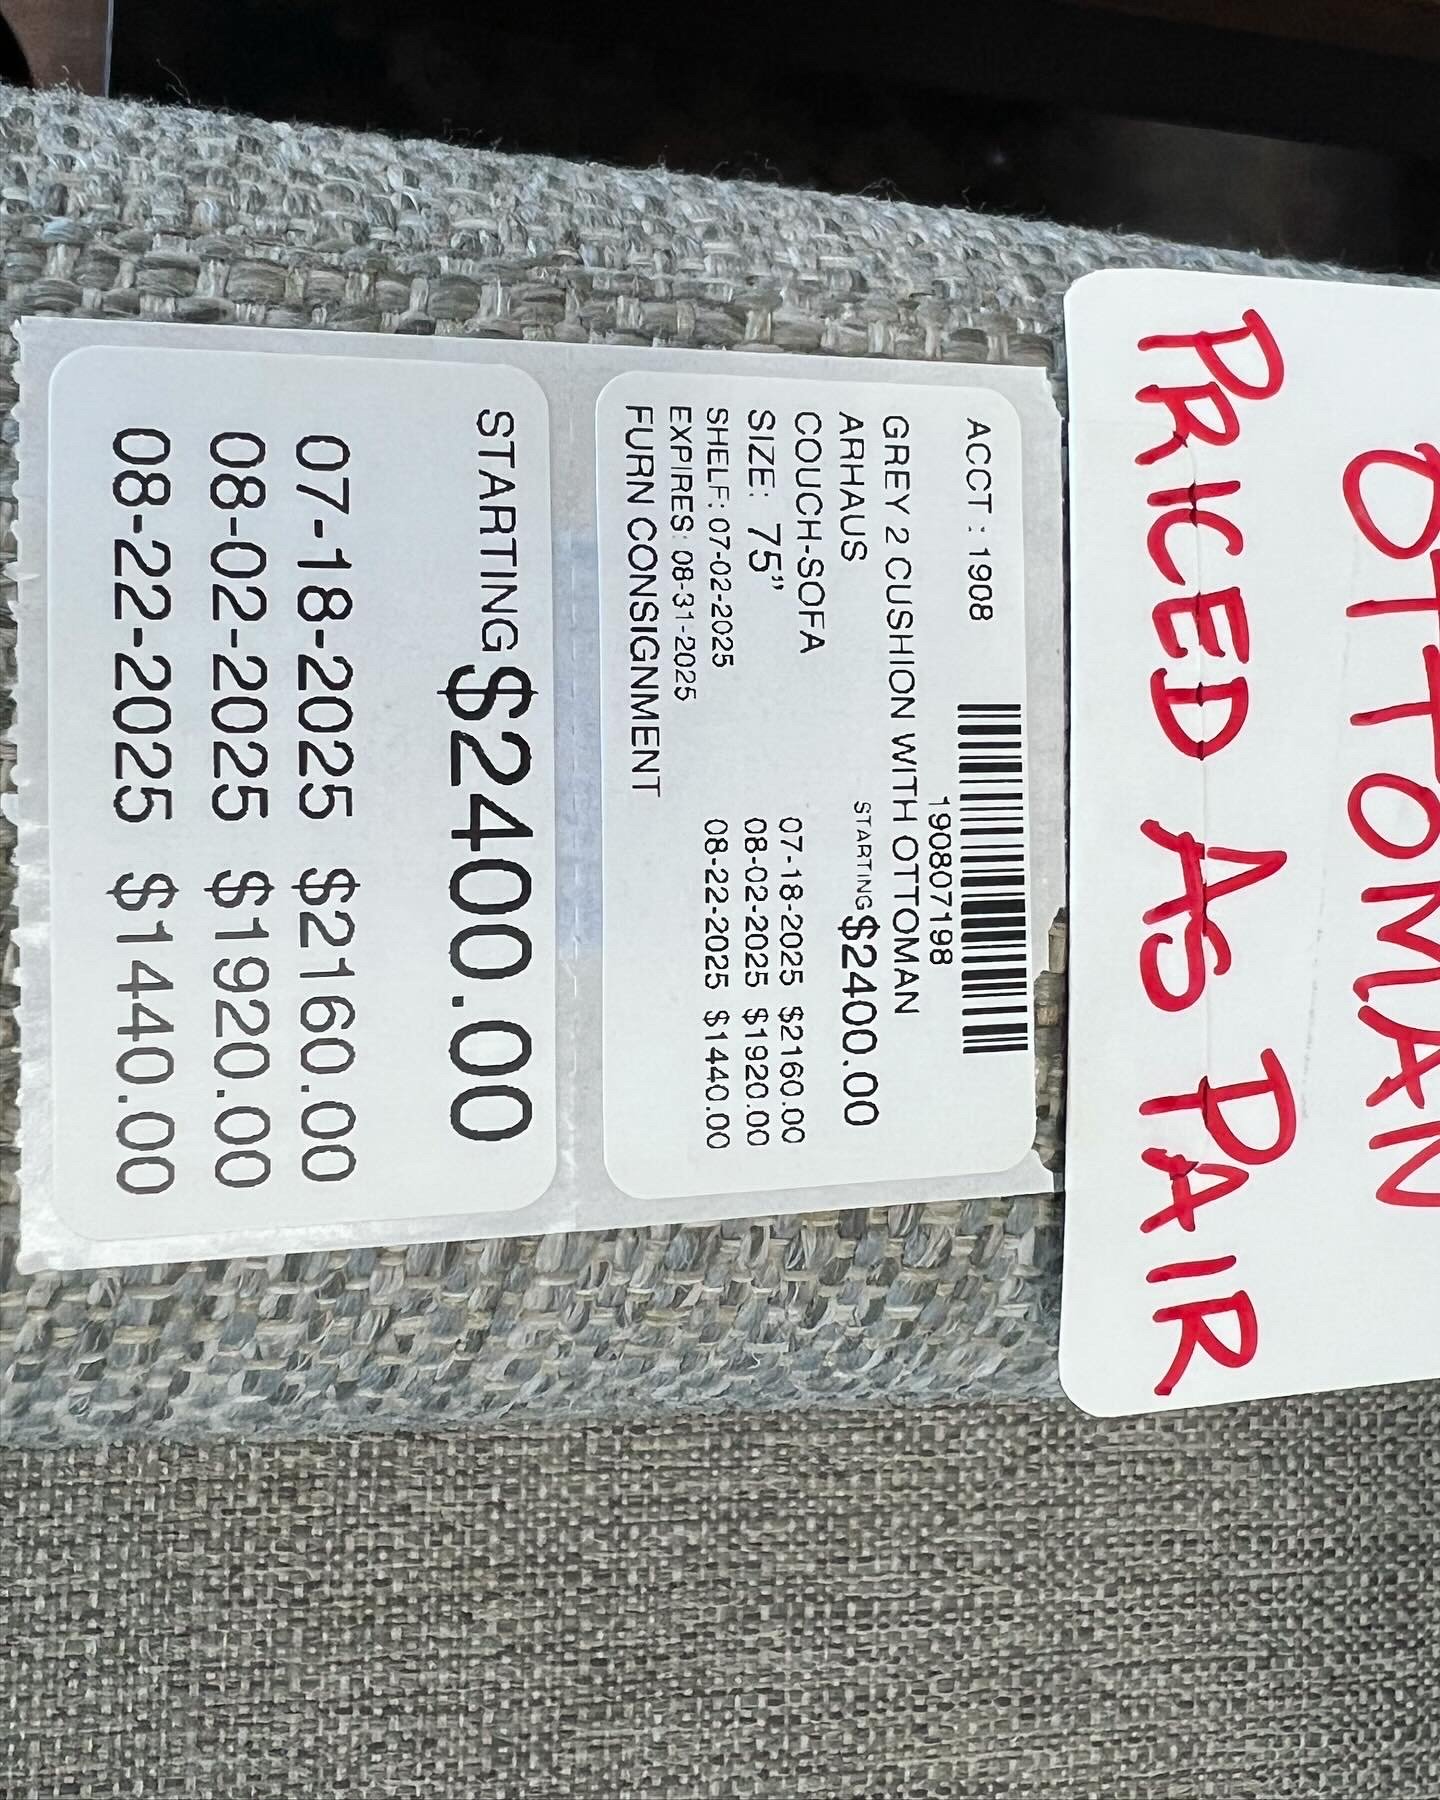 OTTOMAN
PRICED AS PAIR
ACCT : 1908
190807198
GREY 2 CUSHION WITH OTTOMAN
ARHAUS
STARTING $2400.00
COUCH-SOFA
SIZE: 75"
07-18-2025 $2160.00
08-02-2025 $1920.00
08-22-2025 $1440.00
SHELF: 07-02-2025
EXPIRES: 08-31-2025
FURN CONSIGNMENT
STARTING $2400.00
07-18-2025 $2160.00
08-02-2025 $1920.00
08-22-2025 $1440.00